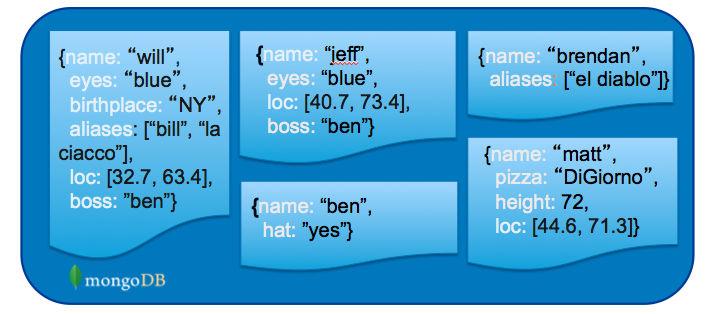 {name: “will”,
eyes: “blue”,
birthplace: “NY”,
aliases: [“bill”, “la
ciacco”],
loc: [32.7, 63.4],
boss: ”ben”}
{name: “jeff”,
eyes: “blue”,
loc: [40.7, 73.4],
boss: “ben”}
{name: “brendan”,
aliases: [“el diablo”]}
{name: “ben”,
hat: ”yes”}
{name: “matt”,
pizza: “DiGiorno”,
height: 72,
loc: [44.6, 71.3]}
mongoDB